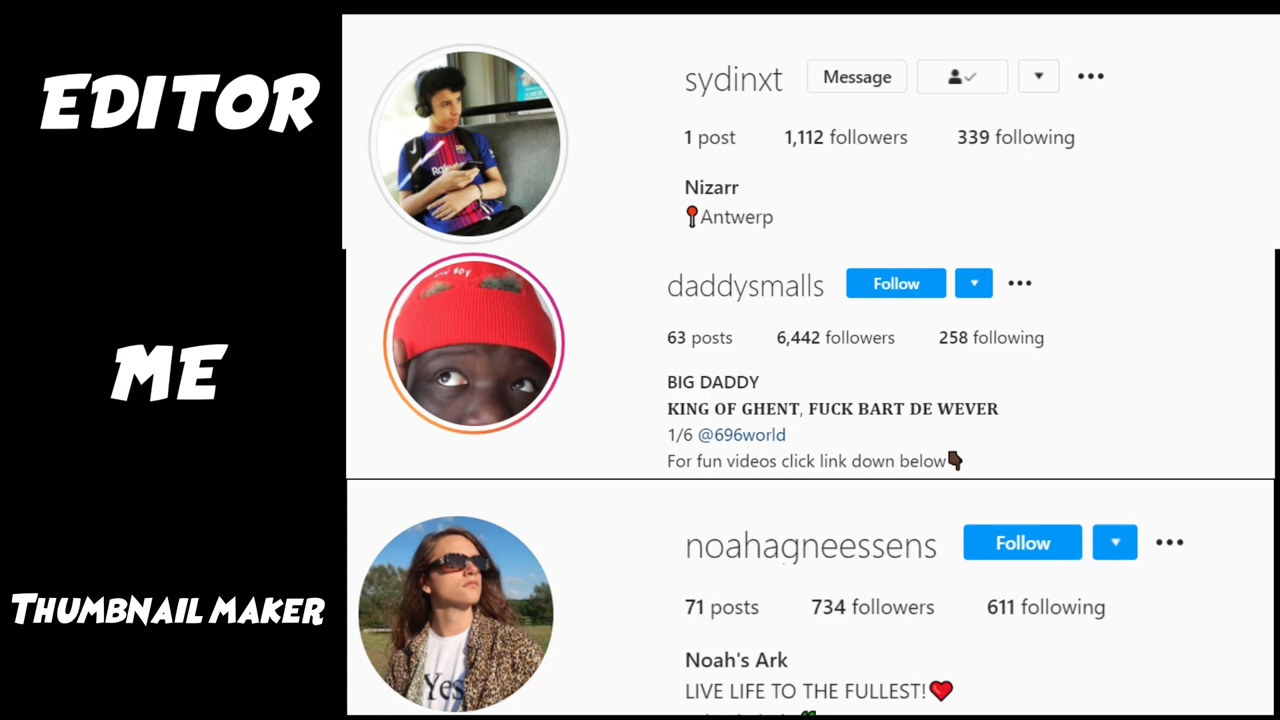 EDITOR
sydinxt Message
1 post 1,112 followers 339 following
Nizarr
Antwerp
ME
daddysmalls Follow
63 posts 6,442 followers 258 following
BIG DADDY
KING OF GHENT, FUCK BART DE WEVER
1/6 @696world
For fun videos click link down below
THUMBNAIL MAKER
noahagneessens Follow
71 posts 734 followers 611 following
Yes
Noah's Ark
LIVE LIFE TO THE FULLEST!